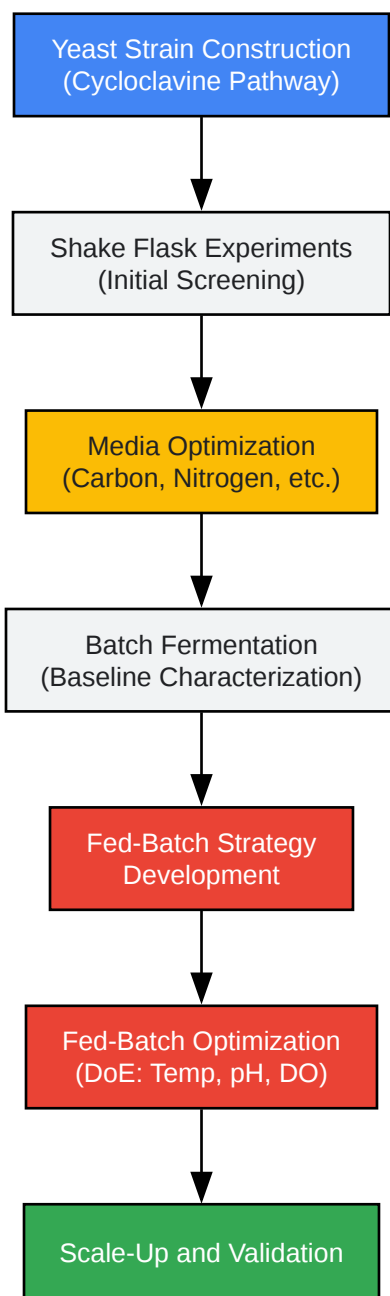 Yeast Strain Construction
(Cycloclavine Pathway)
Shake Flask Experiments
(Initial Screening)
Media Optimization
(Carbon, Nitrogen, etc.)
Batch Fermentation
(Baseline Characterization)
Fed-Batch Strategy
Development
Fed-Batch Optimization
(DoE: Temp, pH, DO)
Scale-Up and Validation